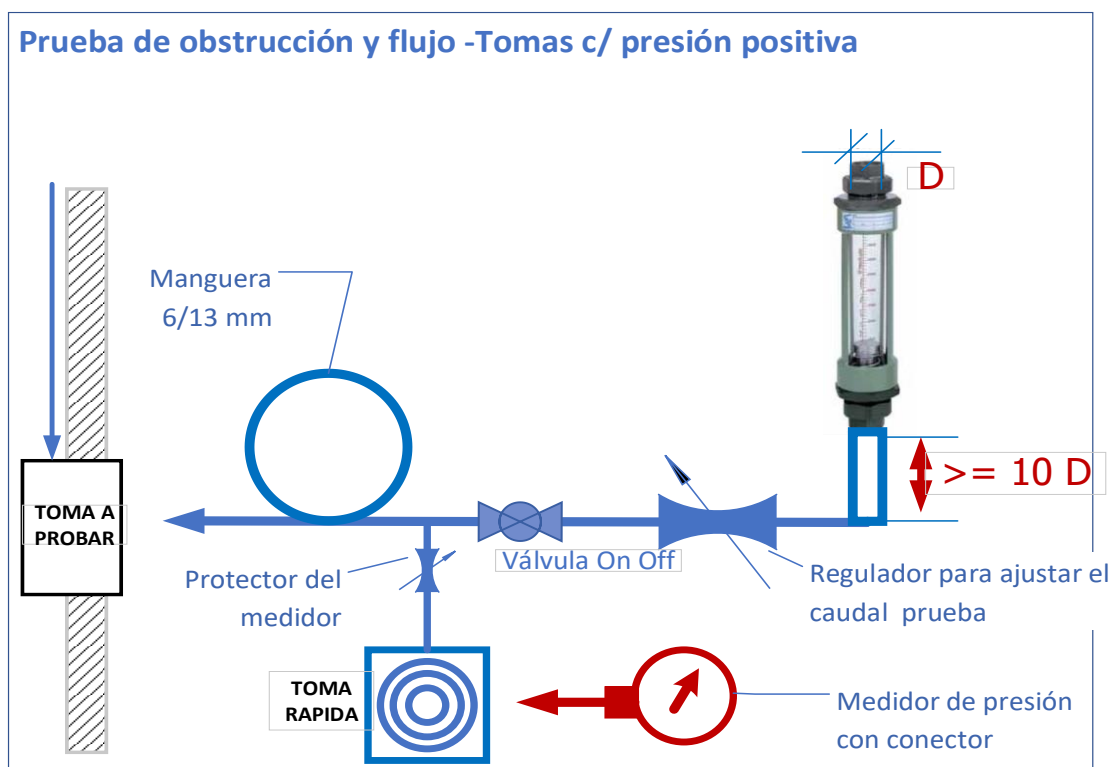 Prueba de obstrucción y flujo -Tomas c/ presión positiva
D
Manguera
6/13 mm
>= 10 D
TOMA A
PROBAR
Válvula On Off
Protector del
medidor
Regulador para ajustar el
caudal prueba
TOMA
RAPIDA
Medidor de presión
con conector